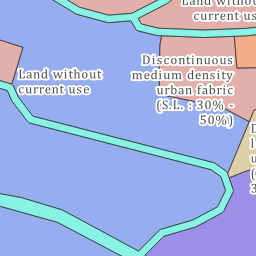 Land without
current use
Discontinuous
medium density
urban fabric
(S.L. : 30% -
50%)
Land without
current use